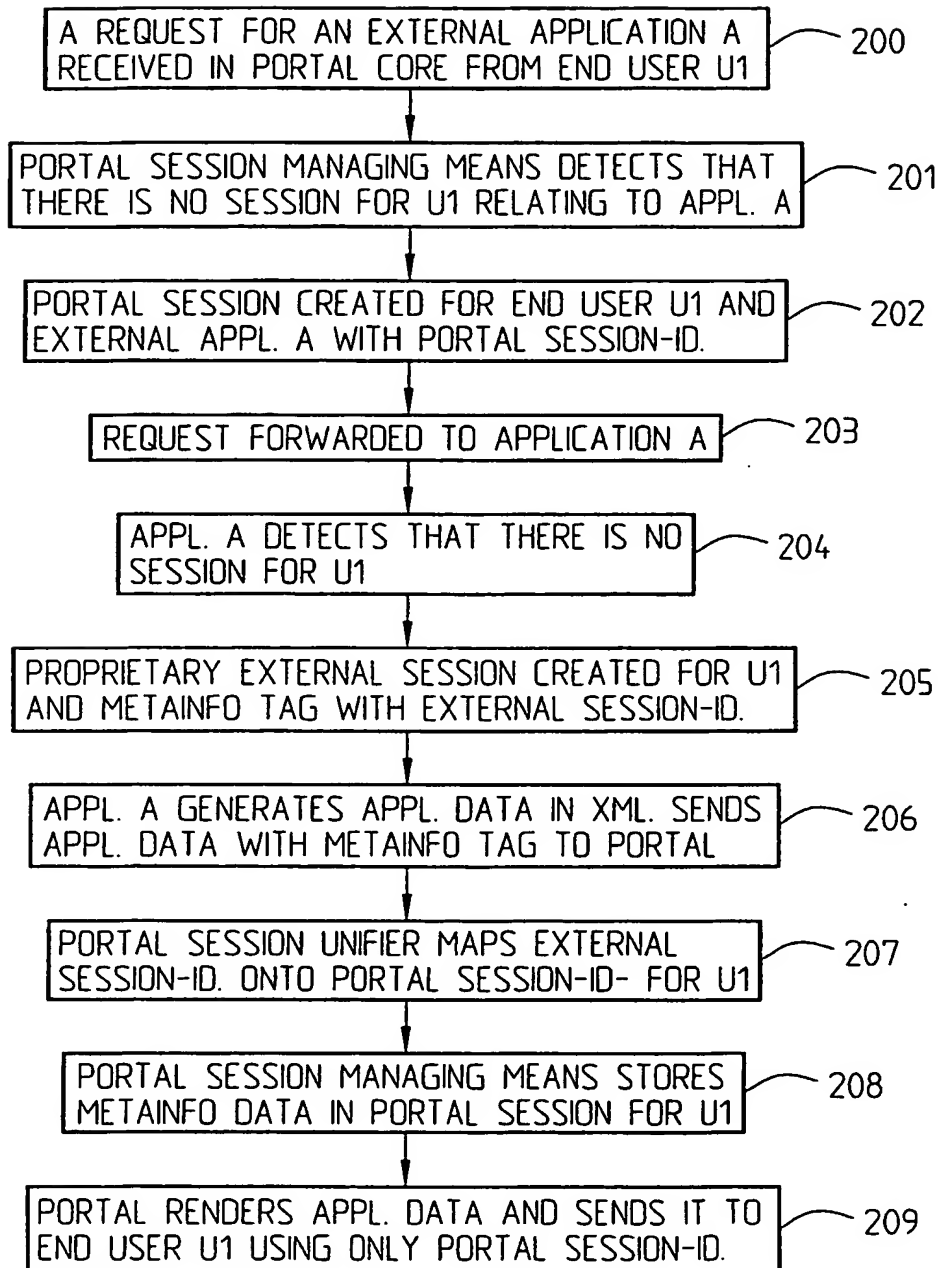 A REQUEST FOR AN EXTERNAL APPLICATION A
RECEIVED IN PORTAL CORE FROM END USER U1
200
PORTAL SESSION MANAGING MEANS DETECTS THAT
THERE IS NO SESSION FOR U1 RELATING TO APPL. A
201
PORTAL SESSION CREATED FOR END USER U1 AND
EXTERNAL APPL. A WITH PORTAL SESSION-ID.
202
REQUEST FORWARDED TO APPLICATION A
203
APPL. A DETECTS THAT THERE IS NO
SESSION FOR U1
204
PROPRIETARY EXTERNAL SESSION CREATED FOR U1
AND METAINFO TAG WITH EXTERNAL SESSION-ID.
205
APPL. A GENERATES APPL. DATA IN XML. SENDS
APPL. DATA WITH METAINFO TAG TO PORTAL
206
PORTAL SESSION UNIFIER MAPS EXTERNAL
SESSION-ID. ONTO PORTAL SESSION-ID- FOR U1
207
PORTAL SESSION MANAGING MEANS STORES
METAINFO DATA IN PORTAL SESSION FOR U1
208
PORTAL RENDERS APPL. DATA AND SENDS IT TO
END USER U1 USING ONLY PORTAL SESSION-ID.
209